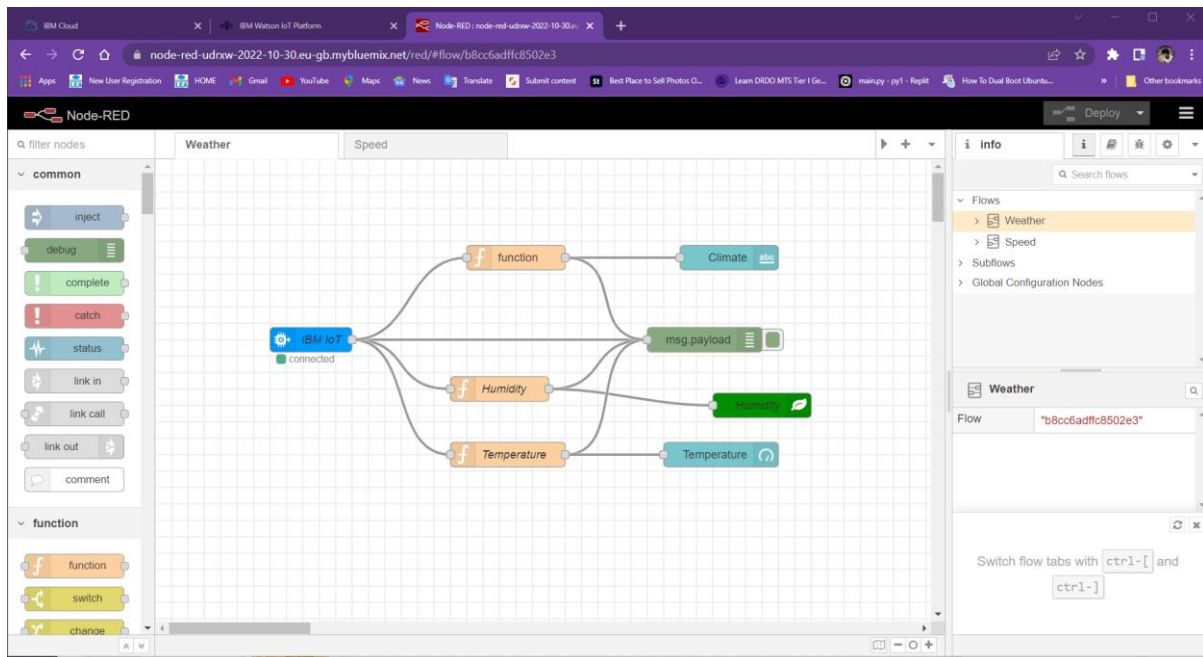 IBM Cloud
IBM Watson IoT Platform
Node-RED : node-red-udrxw-2022-10-30.eu
node-red-udrxw-2022-10-30.eu-gb.mybluemix.net/red/#flow/b8cc6adffc8502e3
Apps New User Registration HOME Gmail YouTube Maps News Translate Submit content Best Place to Sell Photos O... Learn DRDO MTS Tier I Ge... main.py - py1 - Replit How To Dual Boot Ubuntu... » Other bookmarks
Node-RED
Deploy
filter nodes
Weather
Speed
i info
common
Search flows
Flows
inject
Weather
Speed
debug
function
Climate
abc
Subflows
complete
Global Configuration Nodes
catch
IBM IoT
msg.payload
status
connected
link in
Humidity
Weather
link call
Humidity
Flow
"b8cc6adffc8502e3"
link out
Temperature
Temperature
comment
function
Switch flow tabs with ctrl-[ and
ctrl-]
function
switch
change